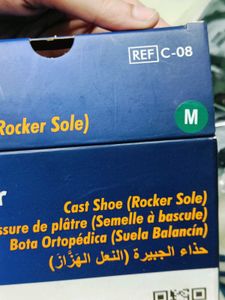 REF C-08
(Rocker Sole)
M
Cast Shoe (Rocker Sole)
ssure de plâtre (Semelle à bascule)
Bota Ortopédica (Suela Balancín)
حذاء الجبيرة (النعل الهَزَّاز)